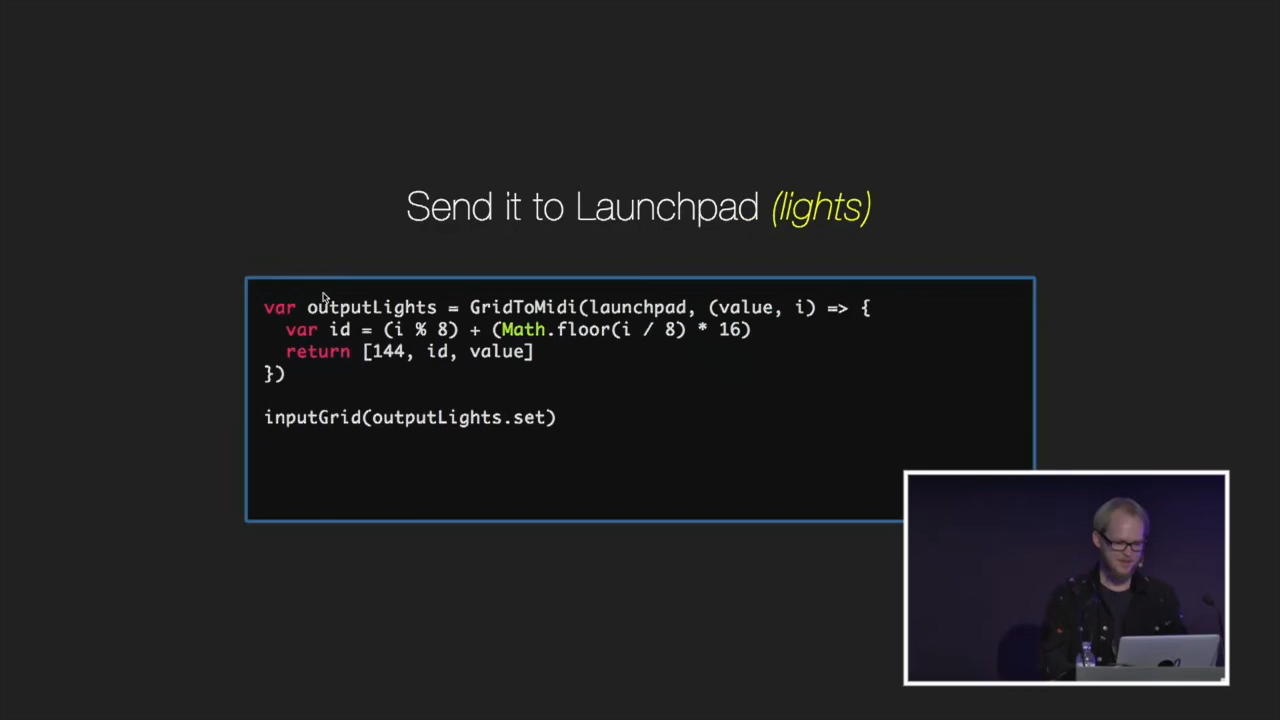 Send it to Launchpad (lights)
var outputLights = GridToMidi(launchpad, (value, i) => {
var id = (i % 8) + (Math.floor(i / 8) * 16)
return [144, id, value]
})
inputGrid(outputLights.set)